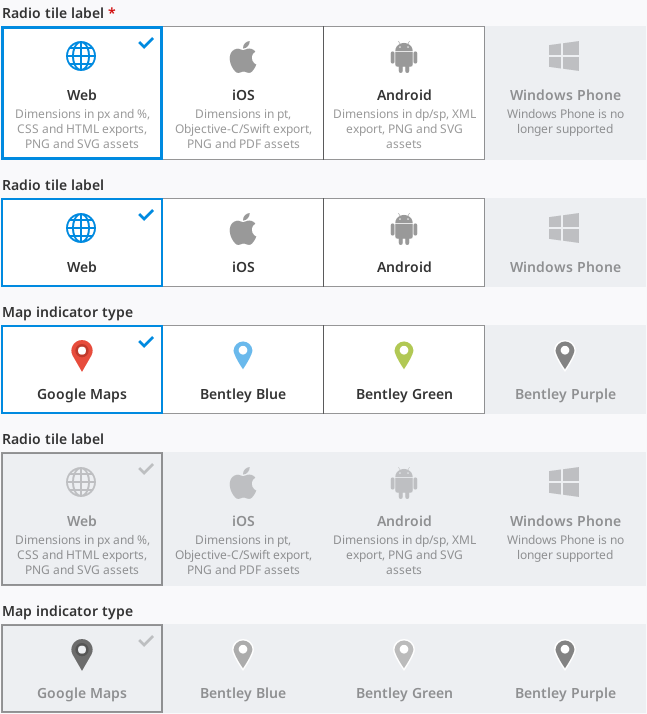 Radio tile label *
Web
iOS
Android
Windows Phone
Dimensions in px and %,
CSS and HTML exports,
PNG and SVG assets
Dimensions in pt,
Objective-C/Swift export,
PNG and PDF assets
Dimensions in dp/sp, XML
export, PNG and SVG
assets
Windows Phone is no
longer supported
Radio tile label
Web
iOS
Android
Windows Phone
Map indicator type
Google Maps
Bentley Blue
Bentley Green
Bentley Purple
Radio tile label
Web
iOS
Android
Windows Phone
Dimensions in px and %,
CSS and HTML exports,
PNG and SVG assets
Dimensions in pt,
Objective-C/Swift export,
PNG and PDF assets
Dimensions in dp/sp, XML
export, PNG and SVG
assets
Windows Phone is no
longer supported
Map indicator type
Google Maps
Bentley Blue
Bentley Green
Bentley Purple